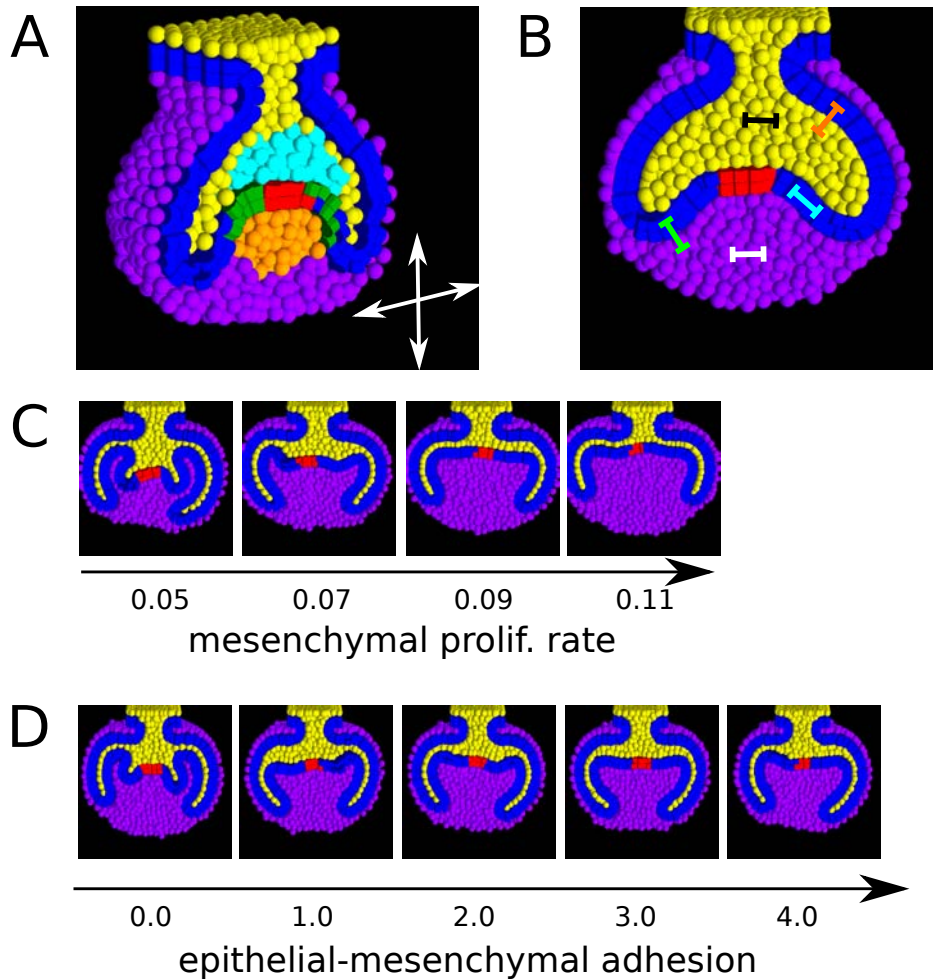 A
B
C
0.05 0.07 0.09 0.11
mesenchymal prolif. rate
D
0.0 1.0 2.0 3.0 4.0
epithelial-mesenchymal adhesion